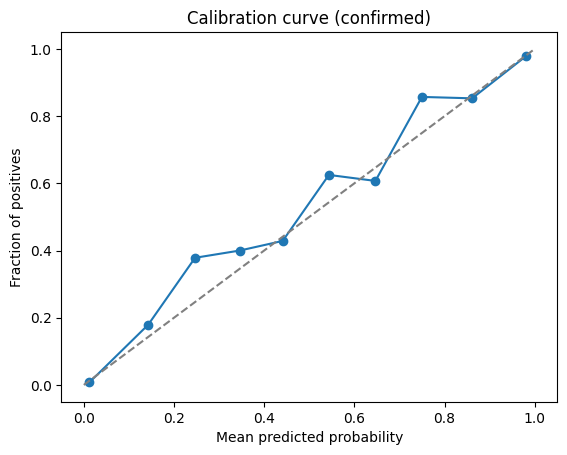 Calibration curve (confirmed)
1.0
0.8
0.6
0.4
0.2
0.0
Fraction of positives
0.0 0.2 0.4 0.6 0.8 1.0
Mean predicted probability